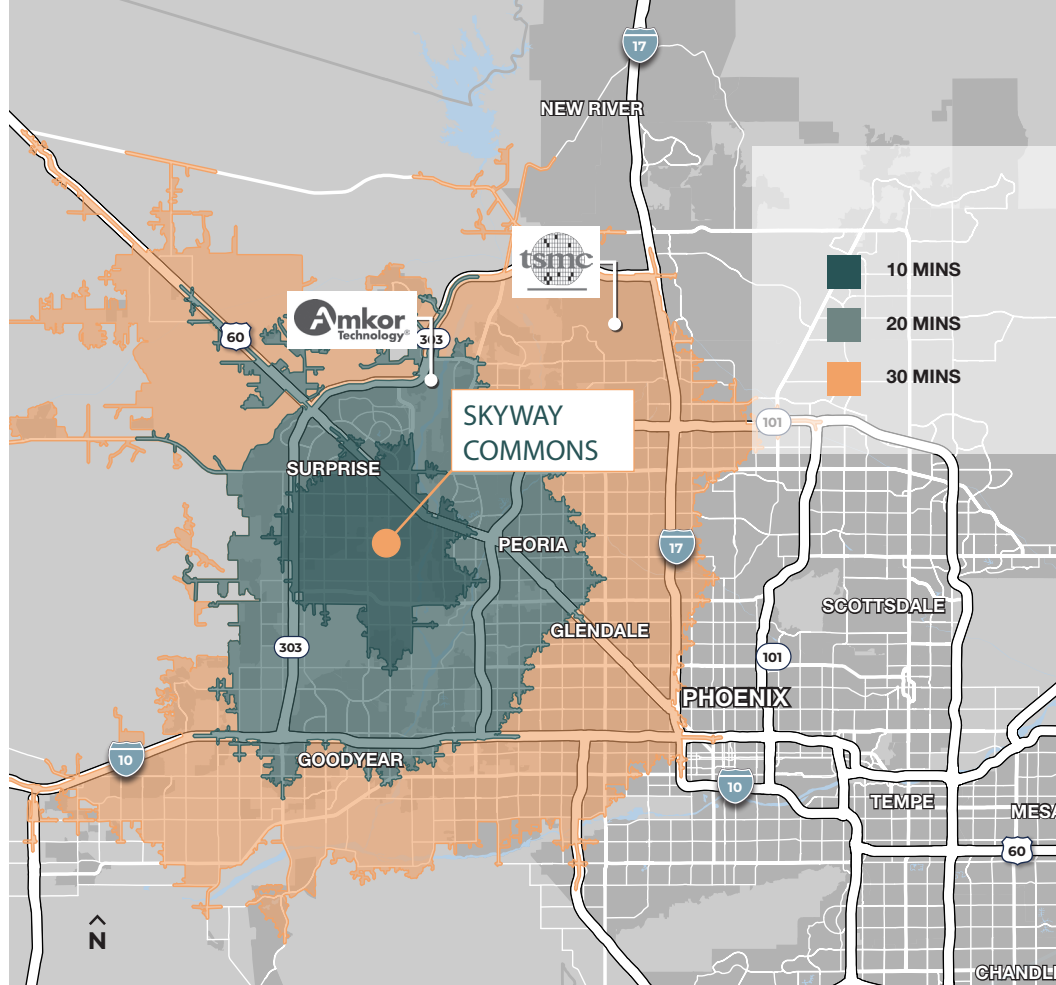 17
NEW RIVER
tsmc
10 MINS
20 MINS
30 MINS
Amkor
Technology®
60
303
SKYWAY
COMMONS
101
SURPRISE
PEORIA
17
SCOTTSDALE
GLENDALE
303
101
PHOENIX
10
GOODYEAR
10
TEMPE
MESA
60
N
CHANDL